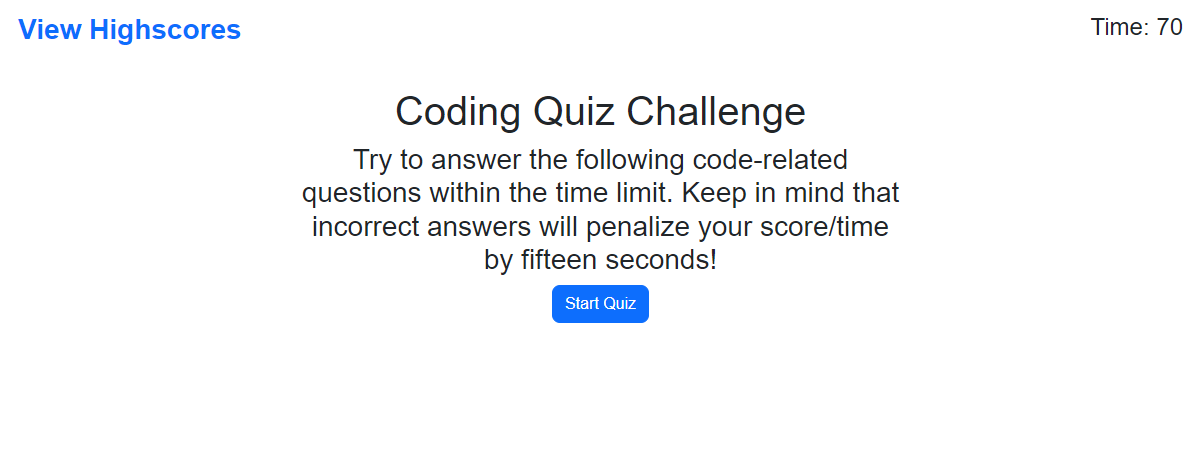 View Highscores
Time: 70
Coding Quiz Challenge
Try to answer the following code-related
questions within the time limit. Keep in mind that
incorrect answers will penalize your score/time
by fifteen seconds!
Start Quiz